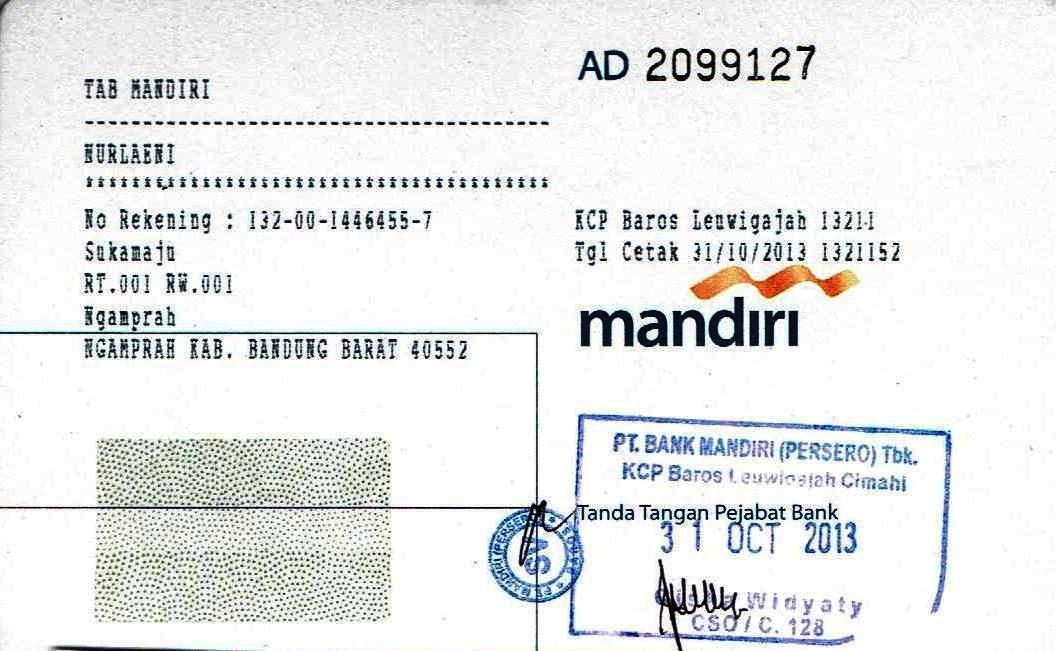 AD 2099127
TAB MANDIRI
NURLAENI
No Rekening : 132-00-1446455-7
Sukamaju
RT.001 RW.001
Ngamprah
NGAMPRAH KAB. BANDUNG BARAT 40552
KCP Baros Leuwigajah 13211
Tgl Cetak 31/10/2013 1321152
mandiri
PT. BANK MANDIRI (PERSERO) Tbk.
KCP Baros Leuwigajah Cimahi
Tanda Tangan Pejabat Bank
31 OCT 2013
Widyaty
CSO / C. 128
SV